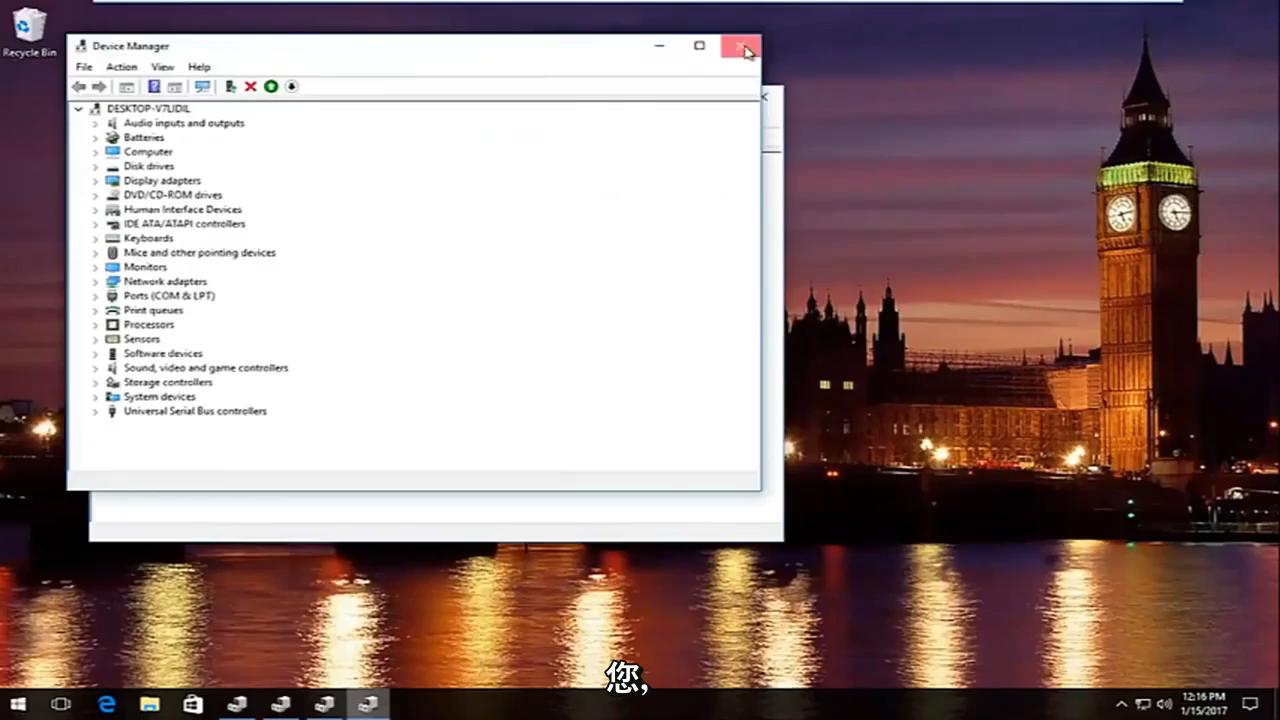 Recycle Bin
Device Manager
File Action View Help
DESKTOP-V7LIDIL
Audio inputs and outputs
Batteries
Computer
Disk drives
Display adapters
DVD/CD-ROM drives
Human Interface Devices
IDE ATA/ATAPI controllers
Keyboards
Mice and other pointing devices
Monitors
Network adapters
Ports (COM & LPT)
Print queues
Processors
Sensors
Software devices
Sound, video and game controllers
Storage controllers
System devices
Universal Serial Bus controllers
您,
12:16 PM
1/15/2017